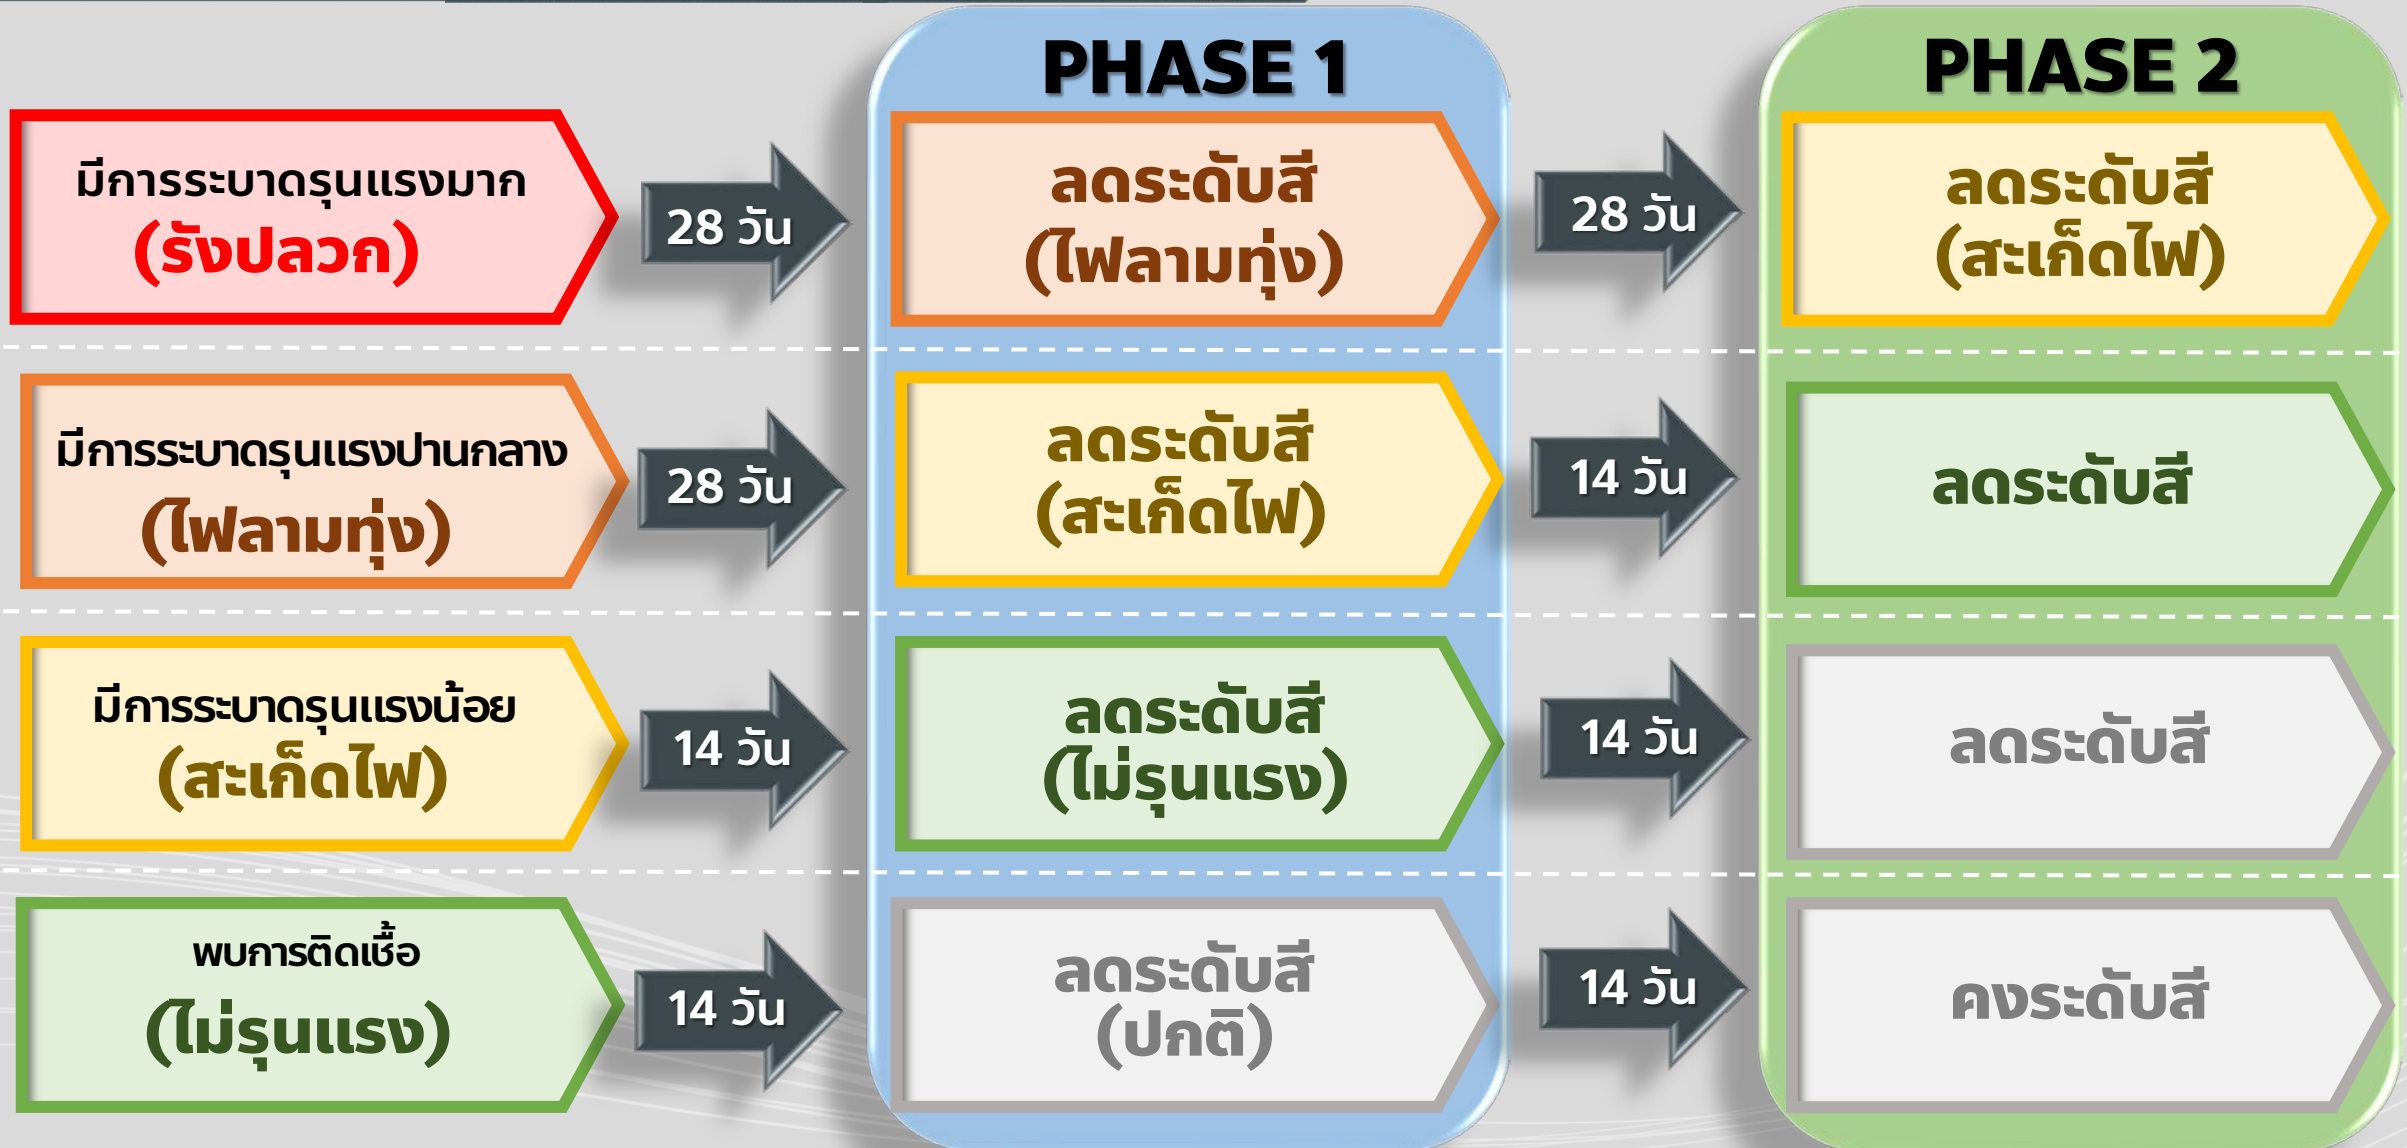 PHASE 1
PHASE 2
มีการระบาดรุนแรงมาก
(รังปลวก)
28 วัน
ลดระดับสี
(ไฟลามทุ่ง)
28 วัน
ลดระดับสี
(สะเก็ดไฟ)
มีการระบาดรุนแรงปานกลาง
(ไฟลามทุ่ง)
28 วัน
ลดระดับสี
(สะเก็ดไฟ)
14 วัน
ลดระดับสี
มีการระบาดรุนแรงน้อย
(สะเก็ดไฟ)
14 วัน
ลดระดับสี
(ไม่รุนแรง)
14 วัน
ลดระดับสี
พบการติดเชื้อ
(ไม่รุนแรง)
14 วัน
ลดระดับสี
(ปกติ)
14 วัน
คงระดับสี